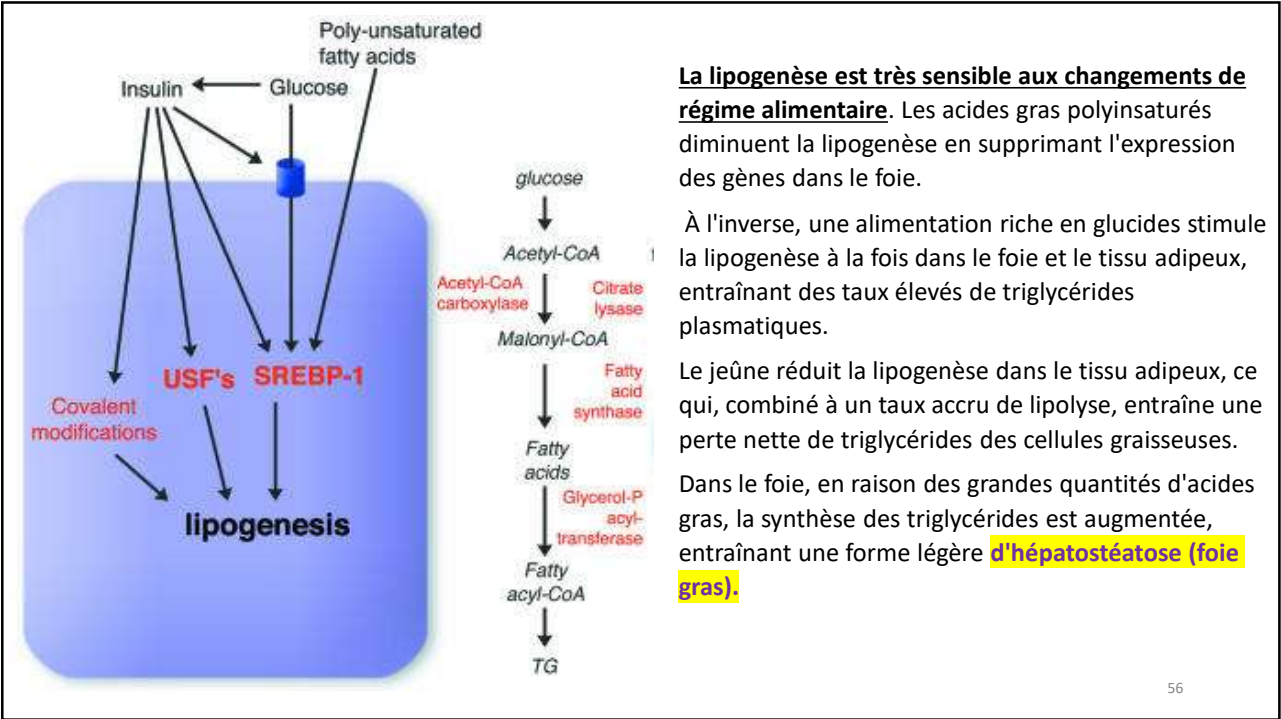 Poly-unsaturated
fatty acids
Insulin
Glucose
USF's
SREBP-1
Covalent
modifications
lipogenesis
glucose
Acetyl-CoA
Acetyl-CoA
carboxylase
Citrate
lysase
Malonyl-CoA
Fatty
acid
synthase
Fatty
acids
Glycerol-P
acyl-
transferase
Fatty
acyl-CoA
TG
La lipogenèse est très sensible aux changements de
régime alimentaire. Les acides gras polyinsaturés
diminuent la lipogenèse en supprimant l'expression
des gènes dans le foie.
À l'inverse, une alimentation riche en glucides stimule
la lipogenèse à la fois dans le foie et le tissu adipeux,
entraînant des taux élevés de triglycérides
plasmatiques.
Le jeûne réduit la lipogenèse dans le tissu adipeux, ce
qui, combiné à un taux accru de lipolyse, entraîne une
perte nette de triglycérides des cellules graisseuses.
Dans le foie, en raison des grandes quantités d'acides
gras, la synthèse des triglycérides est augmentée,
entraînant une forme légère d'hépatostéatose (foie
gras).
56